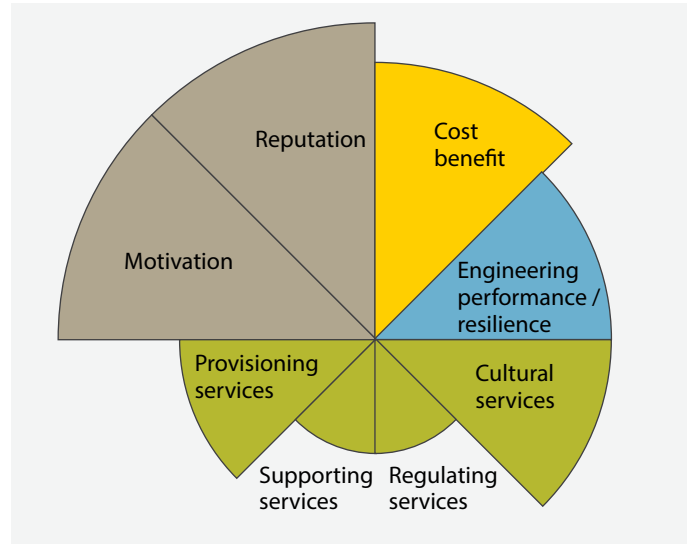 Reputation
Cost
benefit
Motivation
Engineering
performance /
resilience
Provisioning
services
Cultural
services
Supporting
services
Regulating
services